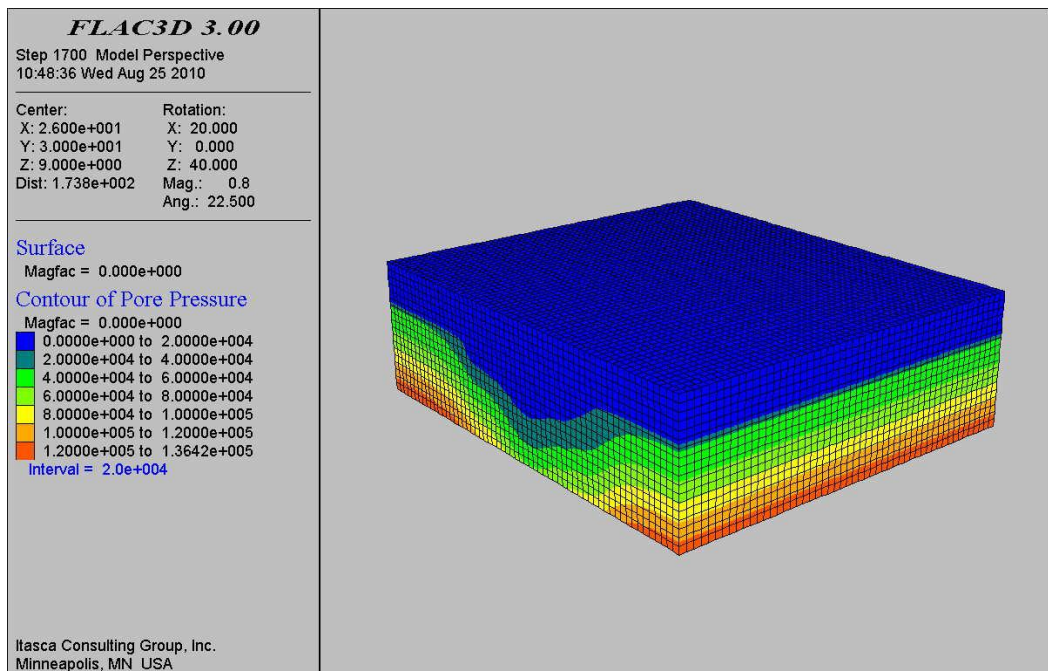 FLAC3D 3.00
Step 1700 Model Perspective
10:48:36 Wed Aug 25 2010
Center: Rotation:
X: 2.600e+001 X: 20.000
Y: 3.000e+001 Y: 0.000
Z: 9.000e+000 Z: 40.000
Dist: 1.738e+002 Mag.: 0.8
Ang.: 22.500
Surface
Magfac = 0.000e+000
Contour of Pore Pressure
Magfac = 0.000e+000
0.0000e+000 to 2.0000e+004
2.0000e+004 to 4.0000e+004
4.0000e+004 to 6.0000e+004
6.0000e+004 to 8.0000e+004
8.0000e+004 to 1.0000e+005
1.0000e+005 to 1.2000e+005
1.2000e+005 to 1.3642e+005
Interval = 2.0e+004
Itasca Consulting Group, Inc.
Minneapolis, MN USA